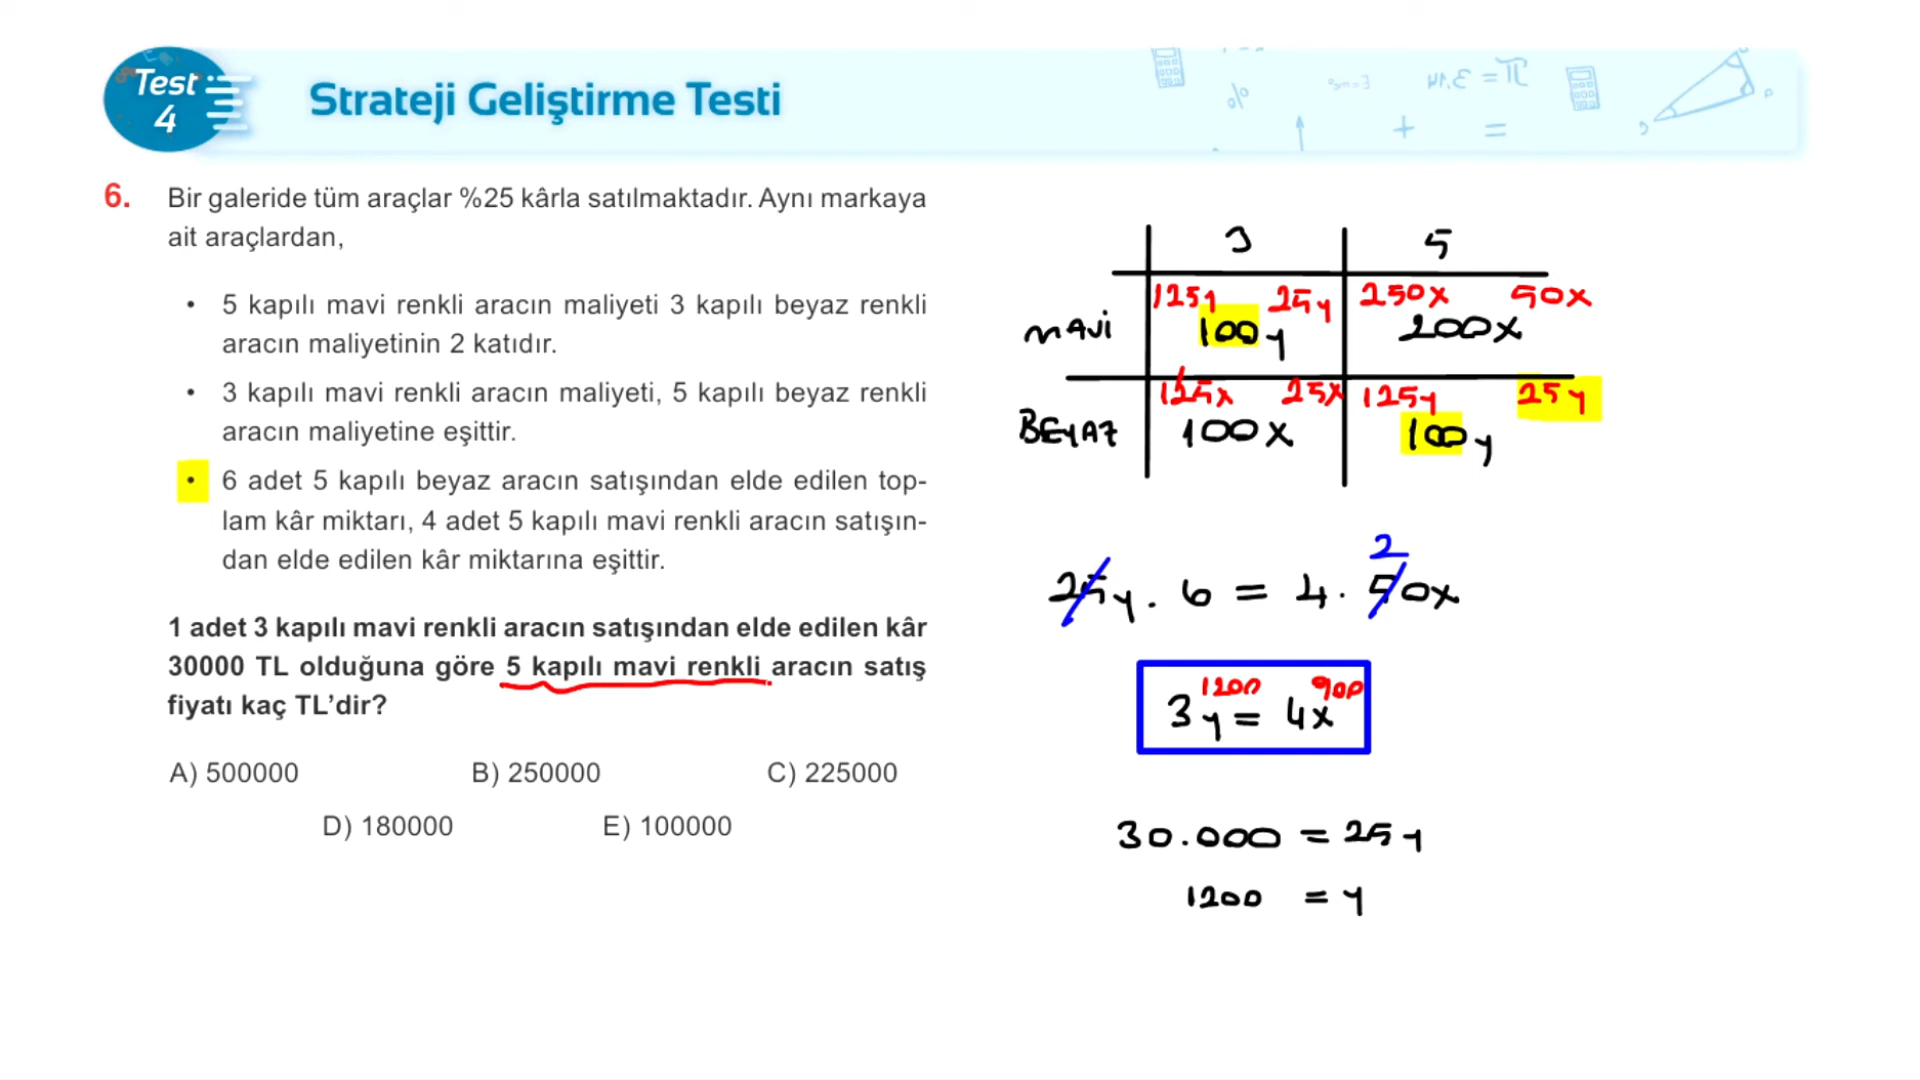 Test
4
Strateji Geliştirme Testi
6. Bir galeride tüm araçlar %25 kârla satılmaktadır. Aynı markaya
ait araçlardan,
• 5 kapılı mavi renkli aracın maliyeti 3 kapılı beyaz renkli
aracın maliyetinin 2 katıdır.
• 3 kapılı mavi renkli aracın maliyeti, 5 kapılı beyaz renkli
aracın maliyetine eşittir.
• 6 adet 5 kapılı beyaz aracın satışından elde edilen top-
lam kâr miktarı, 4 adet 5 kapılı mavi renkli aracın satışın-
dan elde edilen kâr miktarına eşittir.
1 adet 3 kapılı mavi renkli aracın satışından elde edilen kâr
30000 TL olduğuna göre 5 kapılı mavi renkli aracın satış
fiyatı kaç TL'dir?
A) 500000 B) 250000 C) 225000
D) 180000 E) 100000
3 5
125y 25y 250x 50x
MAVİ 100y 200x
125x 25x 125y 25y
BEYAZ 100x 100y
2
25y . 6 = 4 . 50x
1200 900
3y = 4x
30.000 = 25y
1200 = y